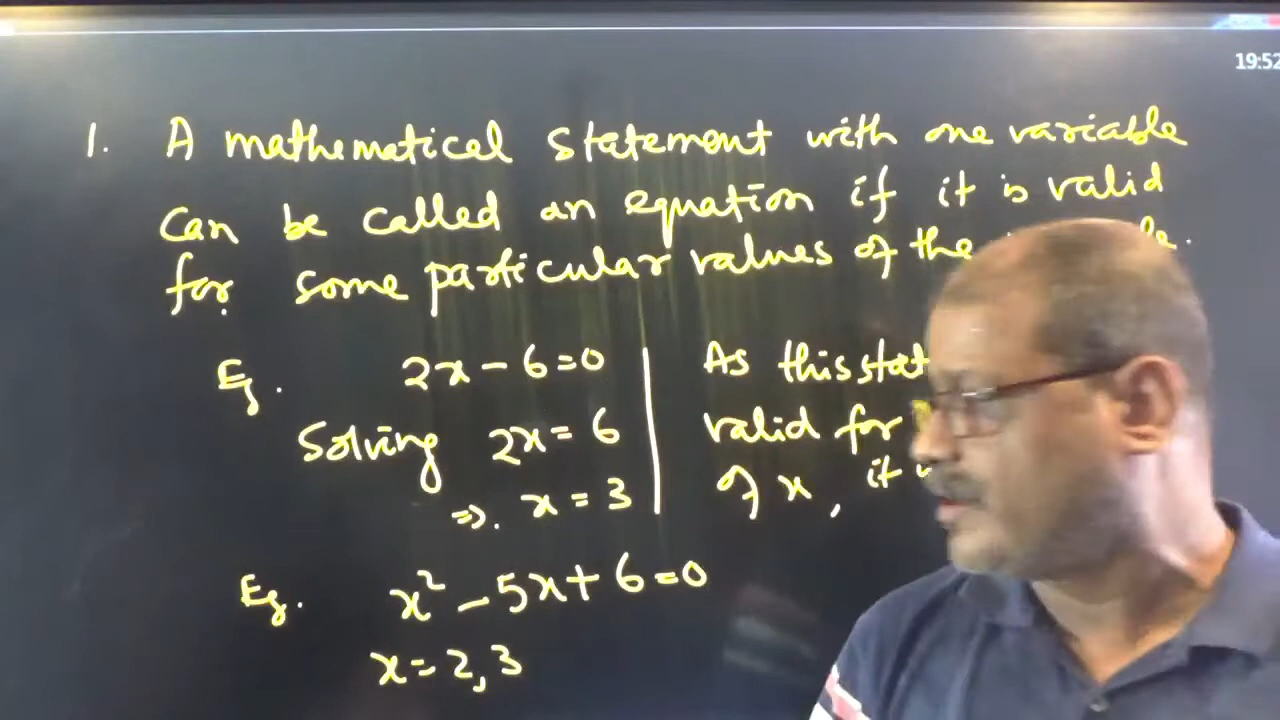 19:52
1. A mathematical statement with one variable
can be called an equation if it is valid
for some particular values of the
Eg. 2x - 6 = 0
Solving 2x = 6
⇒ x = 3
As this
valid for
of x, it
Eg. x² - 5x + 6 = 0
x = 2, 3